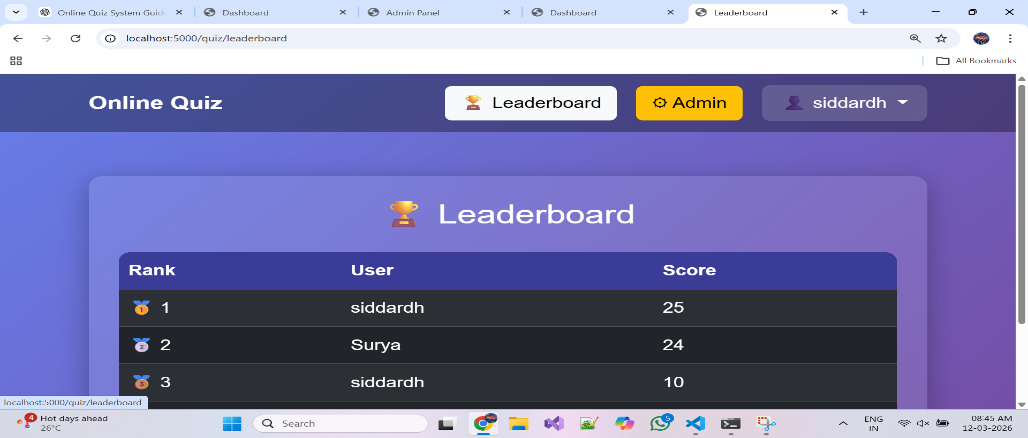 Online Quiz System Guid
Dashboard
Admin Panel
Dashboard
Leaderboard
localhost:5000/quiz/leaderboard
All Bookmarks
Online Quiz
Leaderboard
Admin
siddardh
Leaderboard
Rank User Score
1 siddardh 25
2 Surya 24
3 siddardh 10
localhost:5000/quiz/leaderboard
4
Hot days ahead
26°C
Search
5
ENG
IN
08:45 AM
12-03-2026